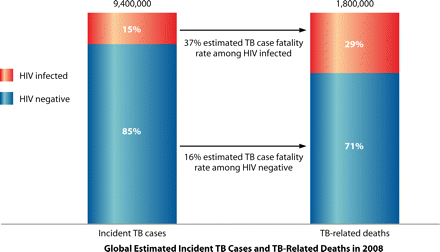 9,400,000
1,800,000
15%
37% estimated TB case fatality
rate among HIV infected
29%
HIV infected
HIV negative
85%
16% estimated TB case fatality
rate among HIV negative
71%
Incident TB cases
TB-related deaths
Global Estimated Incident TB Cases and TB-Related Deaths in 2008